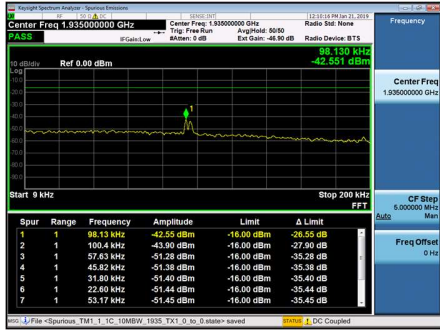 Keysight Spectrum Analyzer - Spurious Emissions
RF 50 Ω DC SENSE:INT 12:10:16 PM Jan 21, 2019
Center Freq 1.935000000 GHz
Center Freq: 1.935000000 GHz Radio Std: None
Trig: Free Run Avg|Hold: 50/50
PASS IFGain:Low #Atten: 0 dB Ext Gain: -46.90 dB Radio Device: BTS
98.130 kHz
10 dB/div Ref 0.00 dBm -42.551 dBm
Log
1
Start 9 kHz Stop 200 kHz
FFT
Spur Range Frequency Amplitude Limit Δ Limit
1 1 98.13 kHz -42.55 dBm -16.00 dBm -26.55 dB
2 1 100.4 kHz -43.90 dBm -16.00 dBm -27.90 dB
3 1 57.63 kHz -51.28 dBm -16.00 dBm -35.28 dB
4 1 45.82 kHz -51.38 dBm -16.00 dBm -35.38 dB
5 1 31.80 kHz -51.40 dBm -16.00 dBm -35.40 dB
6 1 22.60 kHz -51.44 dBm -16.00 dBm -35.44 dB
7 1 53.17 kHz -51.45 dBm -16.00 dBm -35.45 dB
MSG File <Spurious_TM1_1_1C_10MBW_1935_TX1_0_to_0.state> saved STATUS DC Coupled
Frequency
Center Freq
1.935000000 GHz
CF Step
5.000000 MHz
Auto Man
Freq Offset
0 Hz